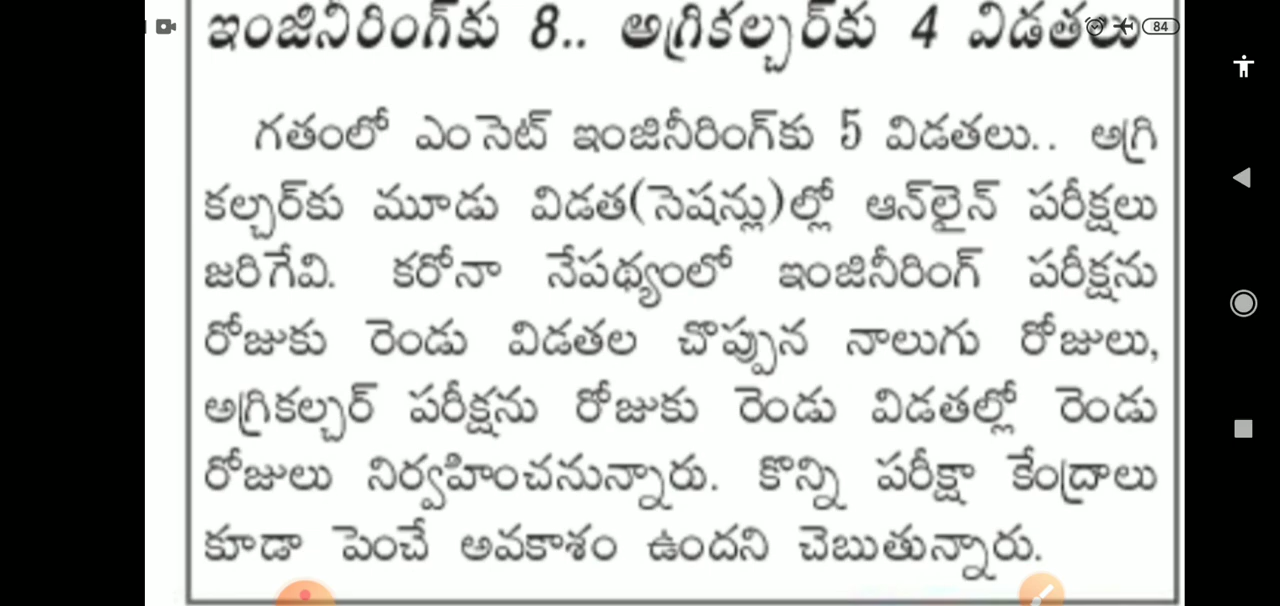 ఇంజినీరింగ్‌కు 8.. అగ్రికల్చర్‌కు 4 విడతలు
84
గతంలో ఎంసెట్ ఇంజినీరింగ్‌కు 5 విడతలు.. అగ్రి
కల్చర్‌కు మూడు విడత(సెషన్లు)ల్లో ఆన్‌లైన్ పరీక్షలు
జరిగేవి. కరోనా నేపథ్యంలో ఇంజినీరింగ్ పరీక్షను
రోజుకు రెండు విడతల చొప్పున నాలుగు రోజులు,
అగ్రికల్చర్ పరీక్షను రోజుకు రెండు విడతల్లో రెండు
రోజులు నిర్వహించనున్నారు. కొన్ని పరీక్షా కేంద్రాలు
కూడా పెంచే అవకాశం ఉందని చెబుతున్నారు.